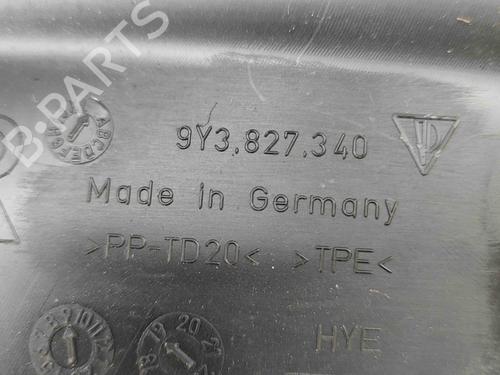 B-PARTS
9Y3.827.340
Made in Germany
>PP-TD20< >TPE<
HYE